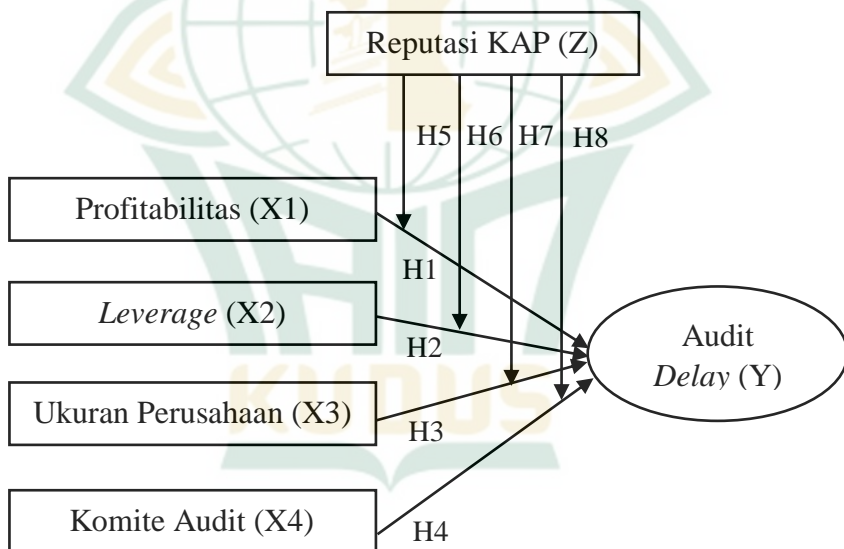 Reputasi KAP (Z)
H5 H6 H7 H8
Profitabilitas (X1)
H1
Leverage (X2)
H2
Audit
Delay (Y)
Ukuran Perusahaan (X3)
H3
Komite Audit (X4)
H4
KUDUS